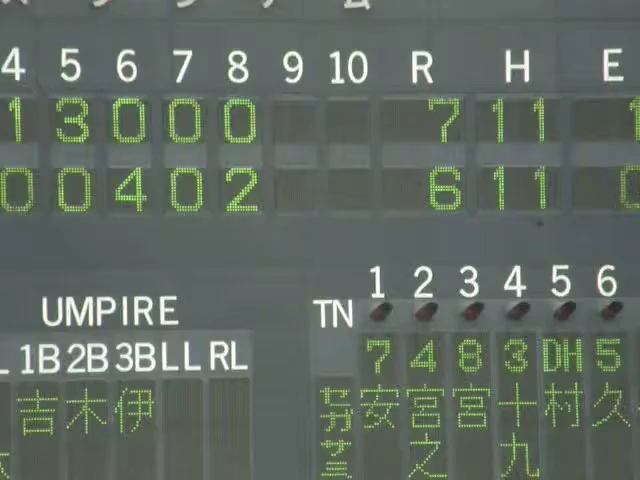 4 5 6 7 8 9 10 R H E
1 3 0 0 0 7 11 1
0 0 4 0 2 6 11 0
1 2 3 4 5 6
UMPIRE TN
7 4 8 3 DH 5
1B 2B 3B LL RL
吉 木 伊 安 宮 宮 十 村 久
之 九